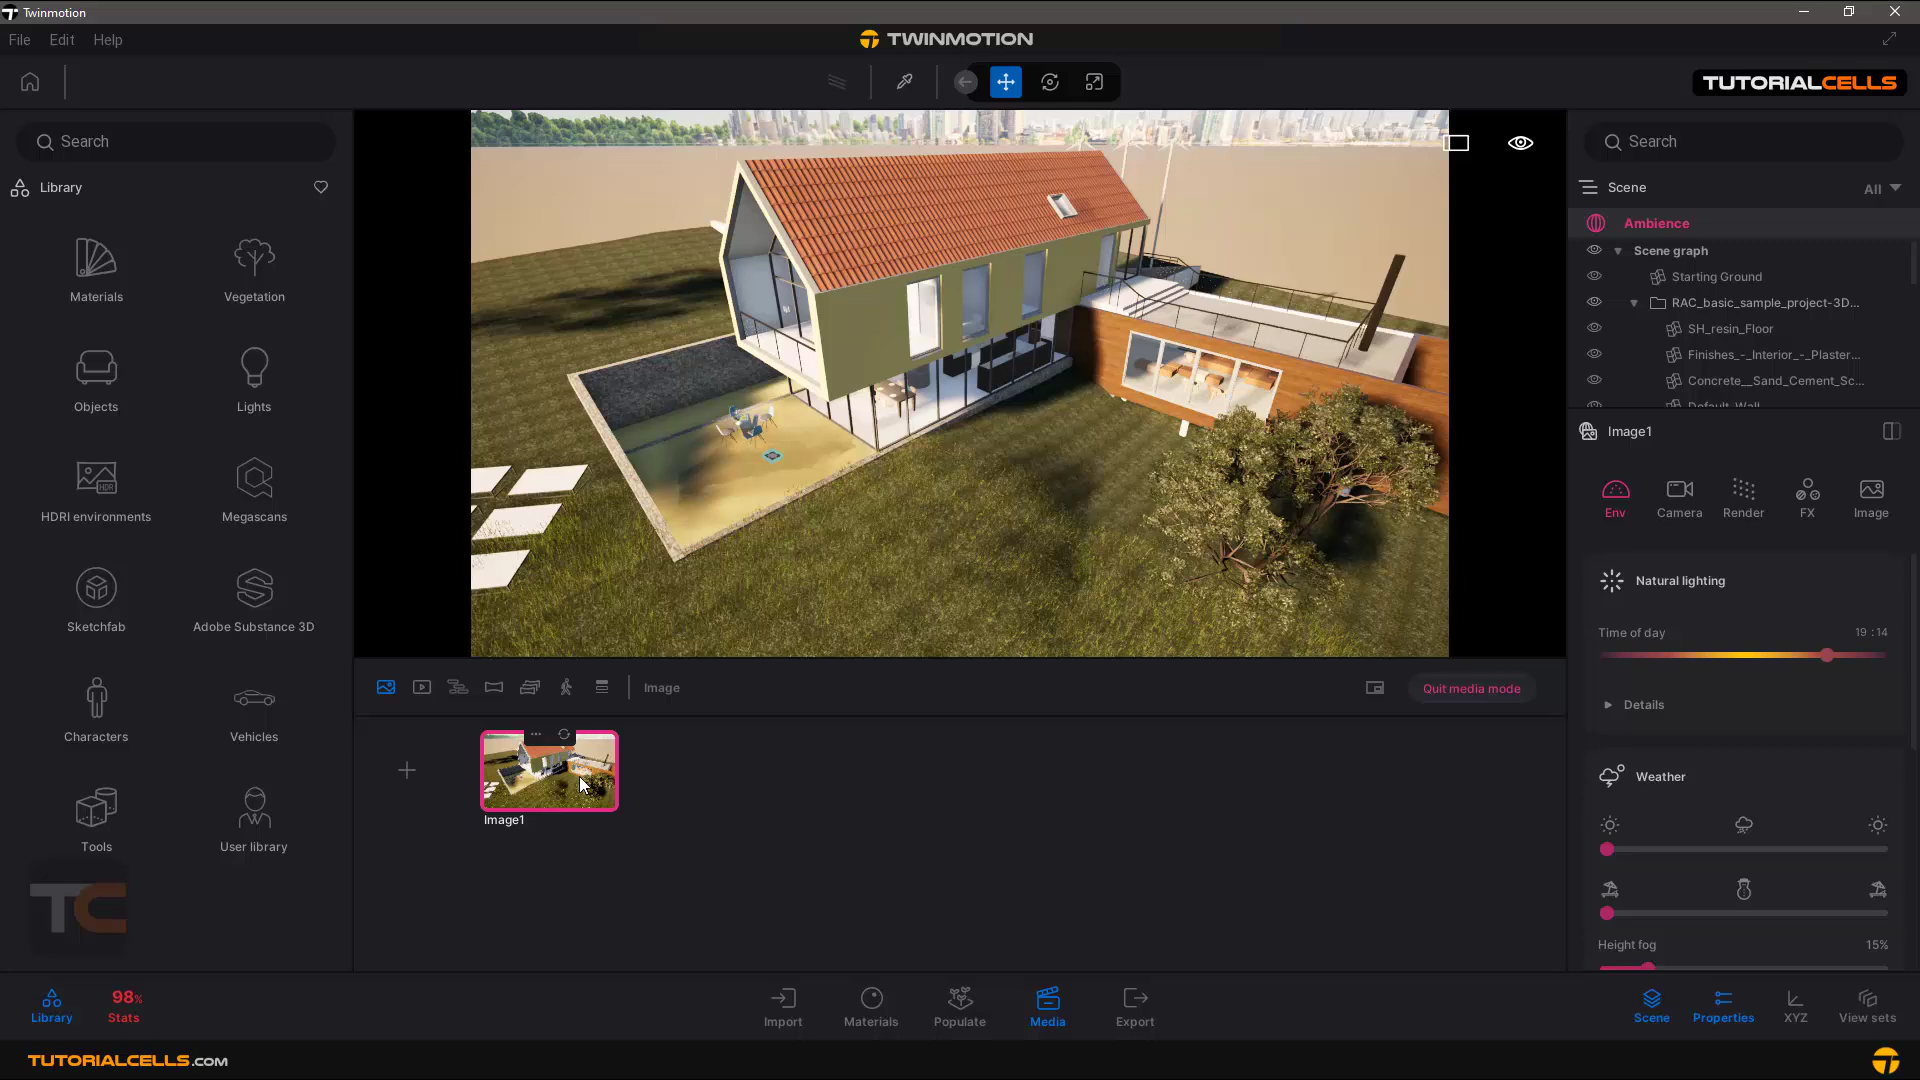 Twinmotion
File Edit Help
TWINMOTION
TUTORIALCELLS
Search
Library
Materials
Vegetation
Objects
Lights
HDR
HDRI environments
Megascans
Sketchfab
Adobe Substance 3D
Characters
Vehicles
Tools
User library
TC
Image
Quit media mode
Image1
Search
Scene
All
Ambience
Scene graph
Starting Ground
RAC_basic_sample_project-3D...
SH_resin_Floor
Finishes_-_Interior_-_Plaster...
Concrete__Sand_Cement_Sc...
Default_Wall
Image1
Env
Camera
Render
FX
Image
Natural lighting
Time of day
19 : 14
Details
Weather
Height fog
15%
Library
98%
Stats
Import
Materials
Populate
Media
Export
Scene
Properties
XYZ
View sets
TUTORIALCELLS.COM